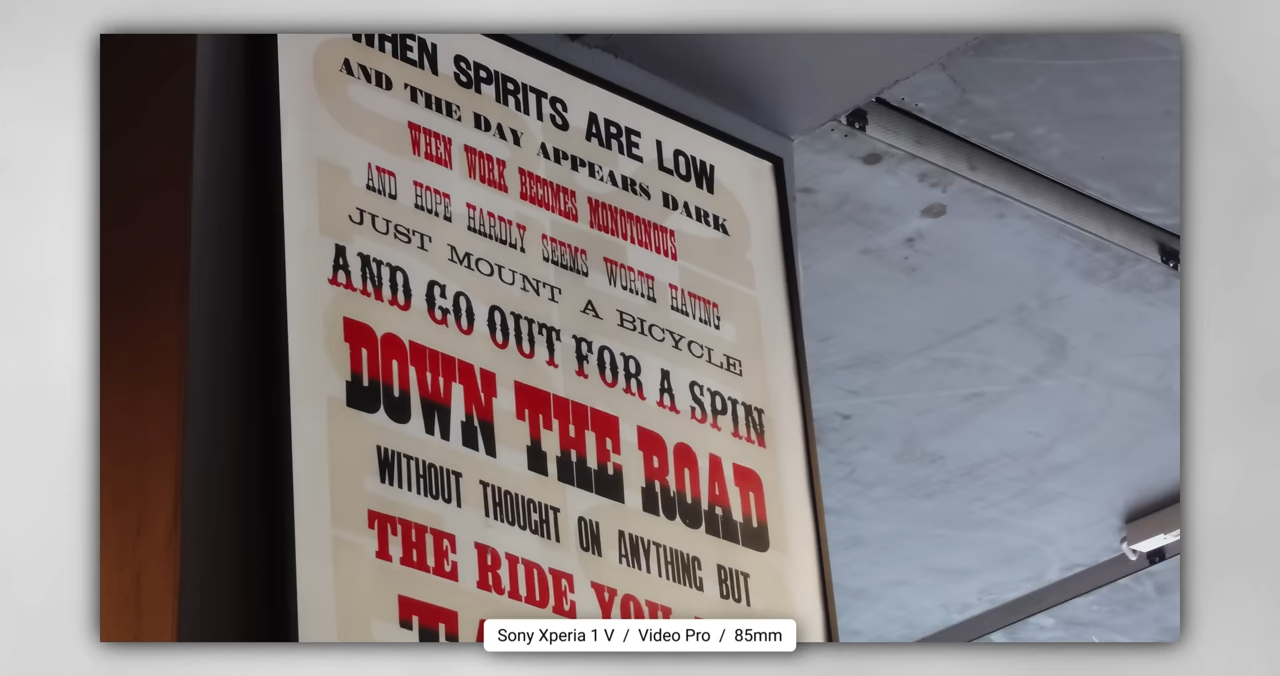 WHEN SPIRITS ARE LOW
AND THE DAY APPEARS DARK
WHEN WORK BECOMES MONOTONOUS
AND HOPE HARDLY SEEMS WORTH HAVING
JUST MOUNT A BICYCLE
AND GO OUT FOR A SPIN
DOWN THE ROAD
WITHOUT THOUGHT ON ANYTHING BUT
THE RIDE YOU
Sony Xperia 1 V / Video Pro / 85mm